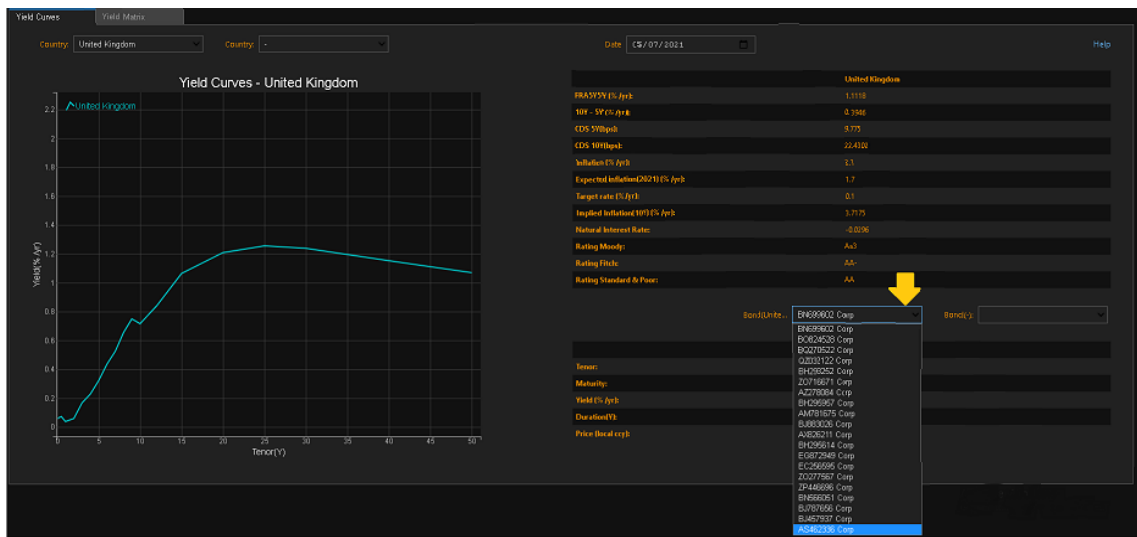 Yield Curves Yield Matrix
Country: United Kingdom Country: - Date 05/07/2021 Help
Yield Curves - United Kingdom
United Kingdom
2.2
2
1.8
1.6
1.4
1.2
1
0.8
0.6
0.4
0.2
0
Yield(% /yr)
0 5 10 15 20 25 30 35 40 45 50
Tenor(Y)
United Kingdom
FRA5Y5Y (% /yr): 1.1118
10Y - 5Y (% /yr): 0.3946
CDS 5Y(bps): 9.775
CDS 10Y(bps):
Inflation (% /yr):
Expected inflation(2021) (% /yr): 1.7
Target rate (% /yr): 0.1
Implied Inflation(10Y) (% /yr): 3.7175
Natural Interest Rate: -0.0296
Rating Moody: Aa3
Rating Fitch: AA-
Rating Standard & Poor: AA
Bond(Unite... BN699602 Corp Bond(-):
BN699602 Corp
BO824528 Corp
BQ270522 Corp
QZ032122 Corp
BH293252 Corp
ZO716671 Corp
AZ278084 Corp
BH295957 Corp
AM781675 Corp
BJ883026 Corp
AX826211 Corp
BH295614 Corp
EG872949 Corp
EC256595 Corp
ZO277567 Corp
ZP446696 Corp
BN566051 Corp
BJ787656 Corp
BJ457937 Corp
AS462336 Corp
Tenor:
Maturity:
Yield (% /yr):
Duration(Y):
Price (local ccy):